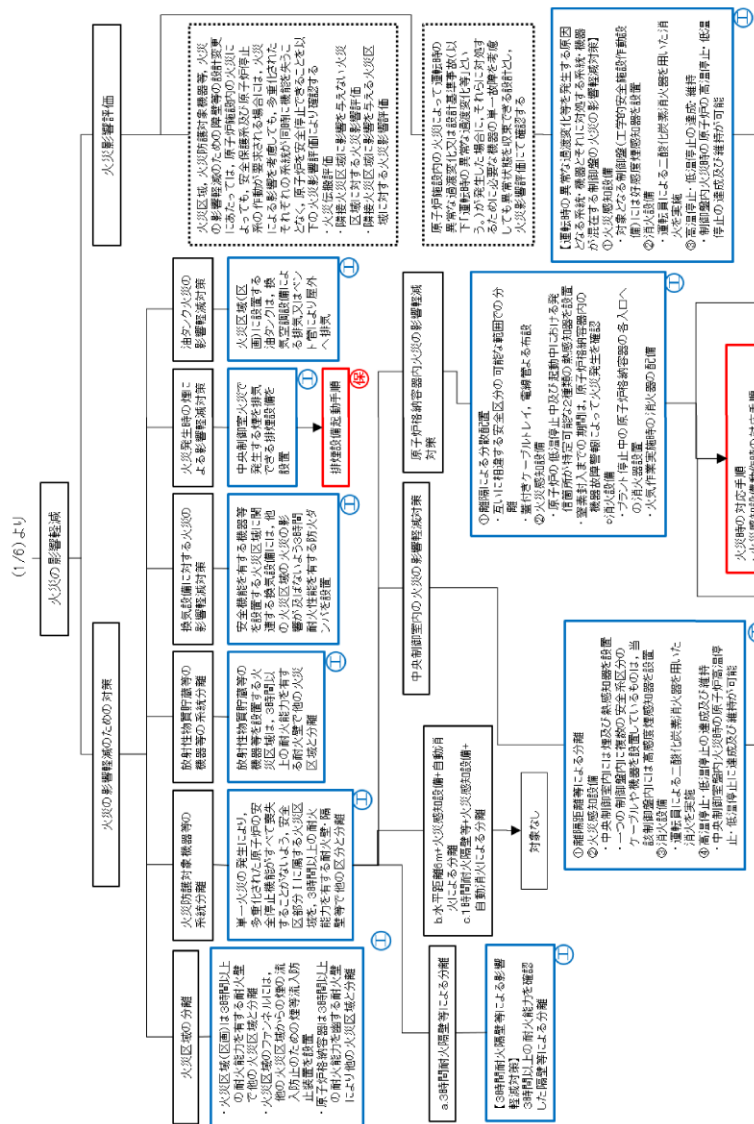 (1/6)より
火災の影響軽減
火災の影響軽減のための対策
火災影響評価
火災区域の分離
・火災区域(区画)は3時間以上
の耐火能力を有する耐火壁
で他の火災区域と分離
・火災区域のファンネルには、
他の火災区域からの煙の流
入防止のための煙等流入防
止装置を設置
・原子炉格納容器は3時間以上
の耐火能力を有する耐火壁
により他の火災区域と分離
工
火災防護対象機器等の
系統分離
単一火災の発生により、
多重化された原子炉の安
全停止機能がすべて喪失
することがないよう、安全
区分Ⅰに属する火災区
域を、3時間以上の耐火
能力を有する耐火壁・隔
壁等で他の区分と分離
工
放射性物質貯蔵等の
機器等の系統分離
放射性物質貯蔵等の
機器等を設置する火
災区域は、3時間以
上の耐火能力を有す
る耐火壁で他の火災
区域と分離
工
換気設備に対する火災の
影響軽減対策
安全機能を有する機器等
を設置する火災区域に関
連する換気設備には、他
の火災区域の火災の影
響が及ばないよう3時間
耐火性能を有する防火ダ
ンパを設置
工
火災発生時の煙に
よる影響軽減対策
中央制御室火災で
発生する煙を排気
できる排煙設備を
設置
工
排煙設備起動手順
保
油タンク火災の
影響軽減対策
火災区域(区
画)に設置する
油タンクは、換
気空調設備によ
る排気又はベン
ト管により屋外
へ排気
工
火災区域、火災防護対象機器等、火災
の影響軽減のための障壁等の設計変更
にあたっては、原子炉施設内の火災に
よっても、安全保護系及び原子炉停止
系の作動が要求される場合には、火災
による影響を考慮しても、多重化された
それぞれの系統が同時に機能を失うこ
となく、原子炉を安全停止できることを以
下の火災影響評価により確認する
・火災伝播評価
・隣接火災区域に影響を与えない火災
区域に対する火災影響評価
・隣接火災区域に影響を与える火災区
域に対する火災影響評価
a.3時間耐火隔壁等による分離
【3時間耐火隔壁等による影響
軽減対策】
3時間以上の耐火能力を確認
した隔壁等による分離
工
b.水平距離6m+火災感知設備+自動消
火による分離
c.1時間耐火隔壁等+火災感知設備+
自動消火による分離
対象なし
中央制御室内の火災の影響軽減対策
①離隔距離等による分離
②火災感知設備
・中央制御室内には煙及び熱感知器を設置
・一つの制御盤内に複数の安全系区分の
ケーブルや機器を設置しているものは、当
該制御盤内には高感度煙感知器を設置
③消火設備
・運転員による二酸化炭素消火器を用いた
消火を実施
④高温停止・低温停止の達成及び維持
・中央制御室盤内火災時の原子炉高温停
止・低温停止に達成及び維持が可能
原子炉格納容器内火災の影響軽減
対策
①離隔による分散配置
・互いに相違する安全区分の可能な範囲での分
離
・蓋付きケーブルトレイ、電線管よる布設
②火災感知設備
・原子炉の低温停止中及び起動中における発
信箇所が特定可能な2種類の熱感知器を設置
・窒素封入までの期間は、原子炉格納容器内の
機器故障警報によって火災発生を確認
③消火設備
・プラント停止中の原子炉格納容器の各入口へ
の消火器設置
・火気作業実施時の消火器の配備
工
火災時の対応手順
原子炉施設内の火災によって運転時の
異常な過渡変化又は設計基準事故(以
下「運転時の異常な過渡変化等」とい
う。)が発生した場合に、それらに対処す
るために必要な機器の単一故障を考慮
しても異常状態を収束できる設計とし、
火災影響評価にて確認する
【運転時の異常な過渡変化等を発生する原因
となる系統・機器とそれに対処する系統・機器
が混在する制御盤の火災の影響軽減対策】
①火災感知設備
・対象となる制御盤(工学的安全施設作動設
備)には好感度煙感知器を設置
②消火設備
・運転員による二酸化炭素消火器を用いた消
火を実施
③高温停止・低温停止の達成・維持
・制御盤内火災時の原子炉の高温停止・低温
停止の達成・維持が可能
工